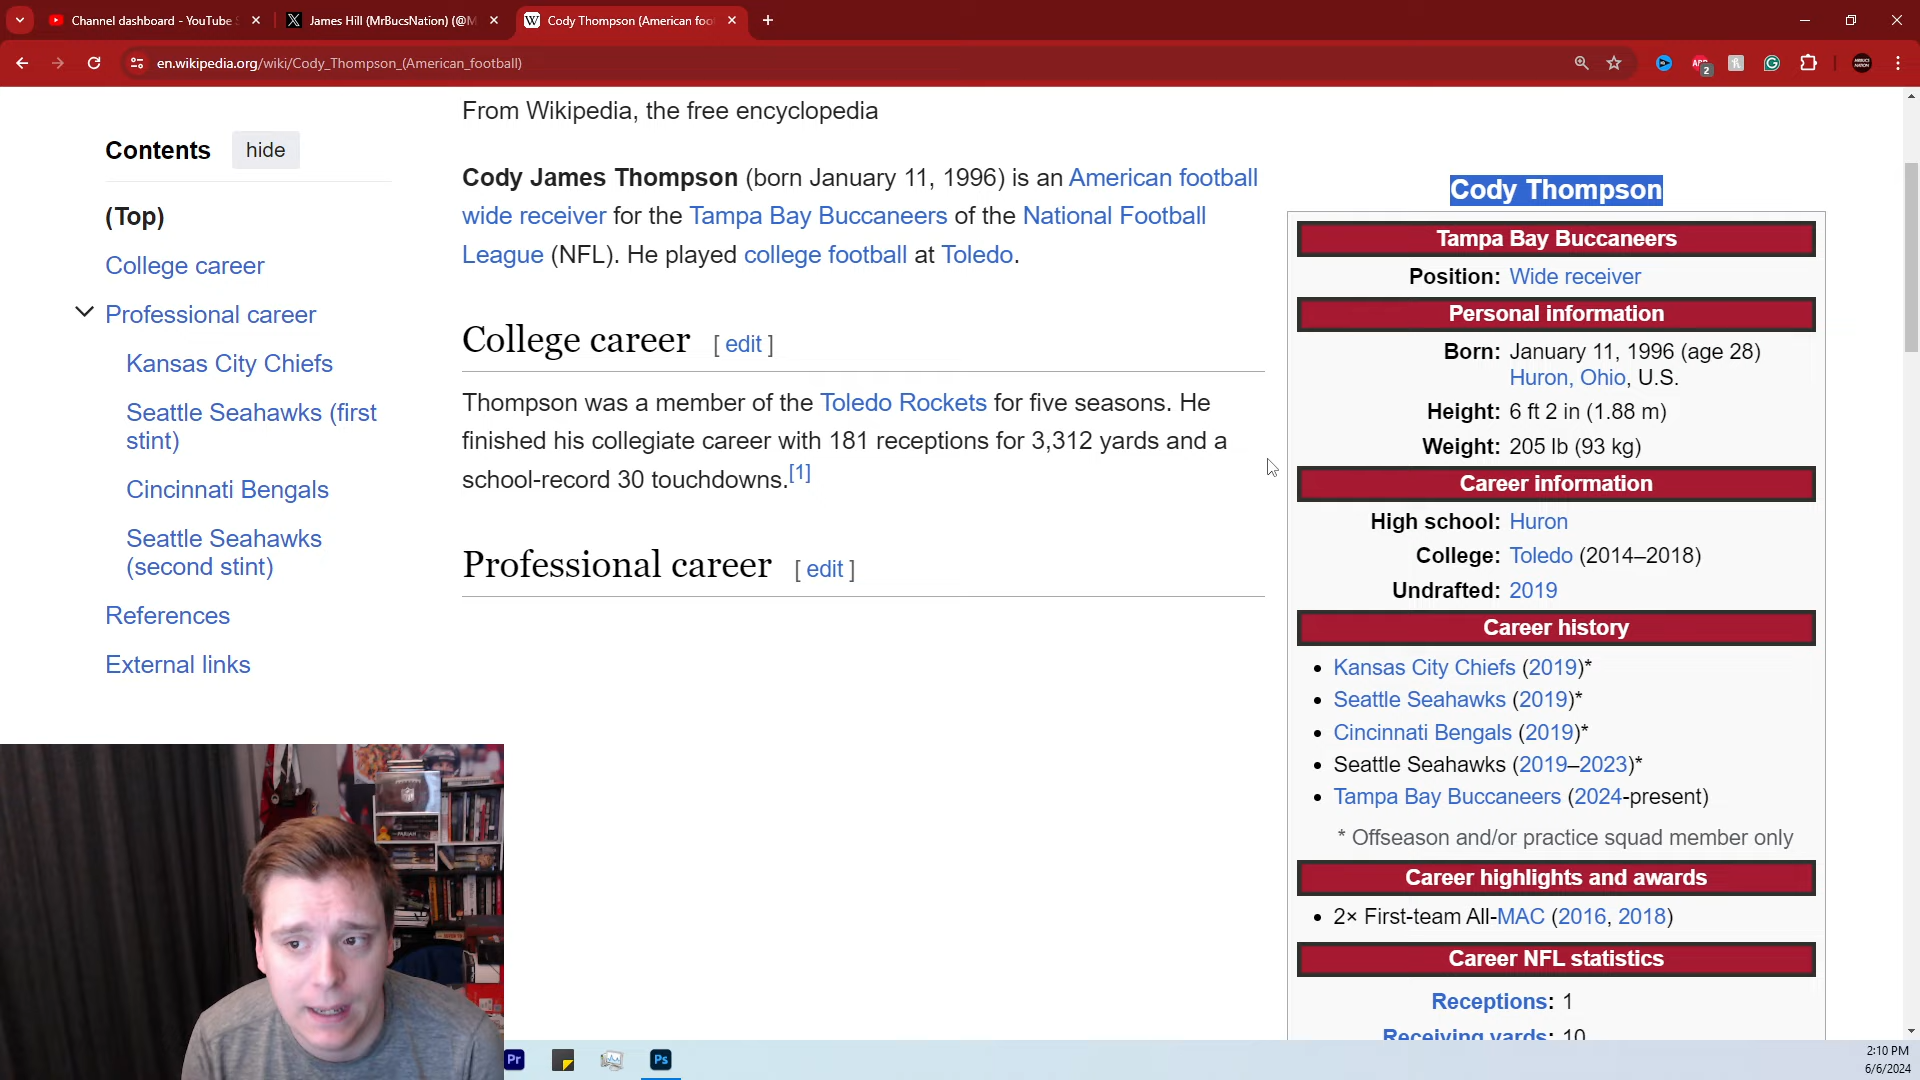 Channel dashboard - YouTube
James Hill (MrBucsNation) (@M
W Cody Thompson (American foo
en.wikipedia.org/wiki/Cody_Thompson_(American_football)
2
From Wikipedia, the free encyclopedia
Contents hide
(Top)
College career
Professional career
Kansas City Chiefs
Seattle Seahawks (first
stint)
Cincinnati Bengals
Seattle Seahawks
(second stint)
References
External links
Cody James Thompson (born January 11, 1996) is an American football
wide receiver for the Tampa Bay Buccaneers of the National Football
League (NFL). He played college football at Toledo.
College career [ edit ]
Thompson was a member of the Toledo Rockets for five seasons. He
finished his collegiate career with 181 receptions for 3,312 yards and a
school-record 30 touchdowns.[1]
Professional career [ edit ]
Cody Thompson
Tampa Bay Buccaneers
Position: Wide receiver
Personal information
Born: January 11, 1996 (age 28)
Huron, Ohio, U.S.
Height: 6 ft 2 in (1.88 m)
Weight: 205 lb (93 kg)
Career information
High school: Huron
College: Toledo (2014–2018)
Undrafted: 2019
Career history
• Kansas City Chiefs (2019)*
• Seattle Seahawks (2019)*
• Cincinnati Bengals (2019)*
• Seattle Seahawks (2019–2023)*
• Tampa Bay Buccaneers (2024-present)
* Offseason and/or practice squad member only
Career highlights and awards
• 2× First-team All-MAC (2016, 2018)
Career NFL statistics
Receptions: 1
Receiving yards: 10
Pr
Ps
2:10 PM
6/6/2024